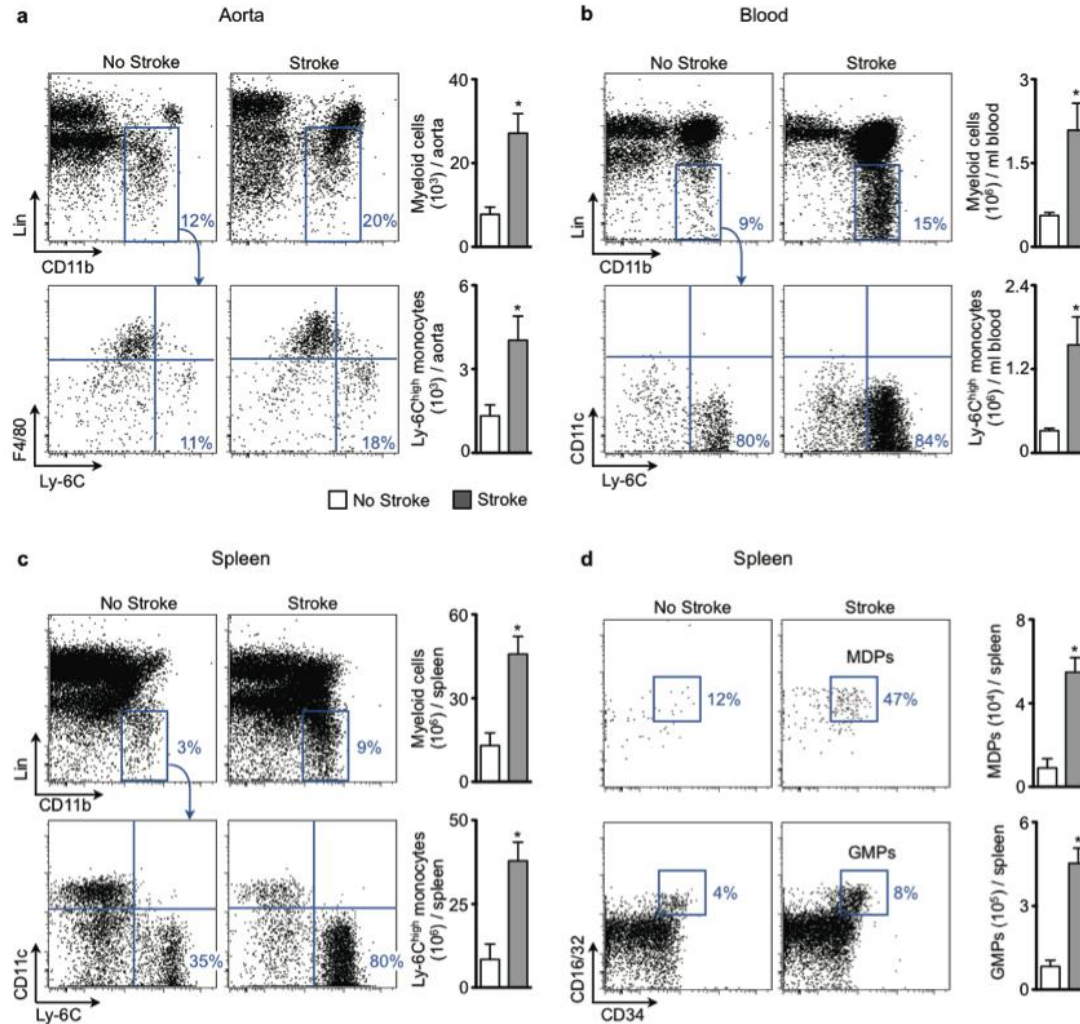 a Aorta
No Stroke Stroke
Lin
CD11b
12%
20%
40
20
0
Myeloid cells
(10³) / aorta
*
F4/80
Ly-6C
11%
18%
6
3
0
Ly-6Chigh monocytes
(10³) / aorta
*
No Stroke Stroke
b Blood
No Stroke Stroke
Lin
CD11b
9%
15%
3
1.5
0
Myeloid cells
(10⁶) / ml blood
*
CD11c
Ly-6C
80%
84%
2.4
1.2
0
Ly-6Chigh monocytes
(10⁶) / ml blood
*
c Spleen
No Stroke Stroke
Lin
CD11b
3%
9%
60
30
0
Myeloid cells
(10⁶) / spleen
*
CD11c
Ly-6C
35%
80%
50
25
0
Ly-6Chigh monocytes
(10⁶) / spleen
*
d Spleen
No Stroke Stroke
MDPs
12%
47%
8
4
0
MDPs (10⁴) / spleen
*
GMPs
4%
8%
CD16/32
CD34
6
3
0
GMPs (10⁵) / spleen
*